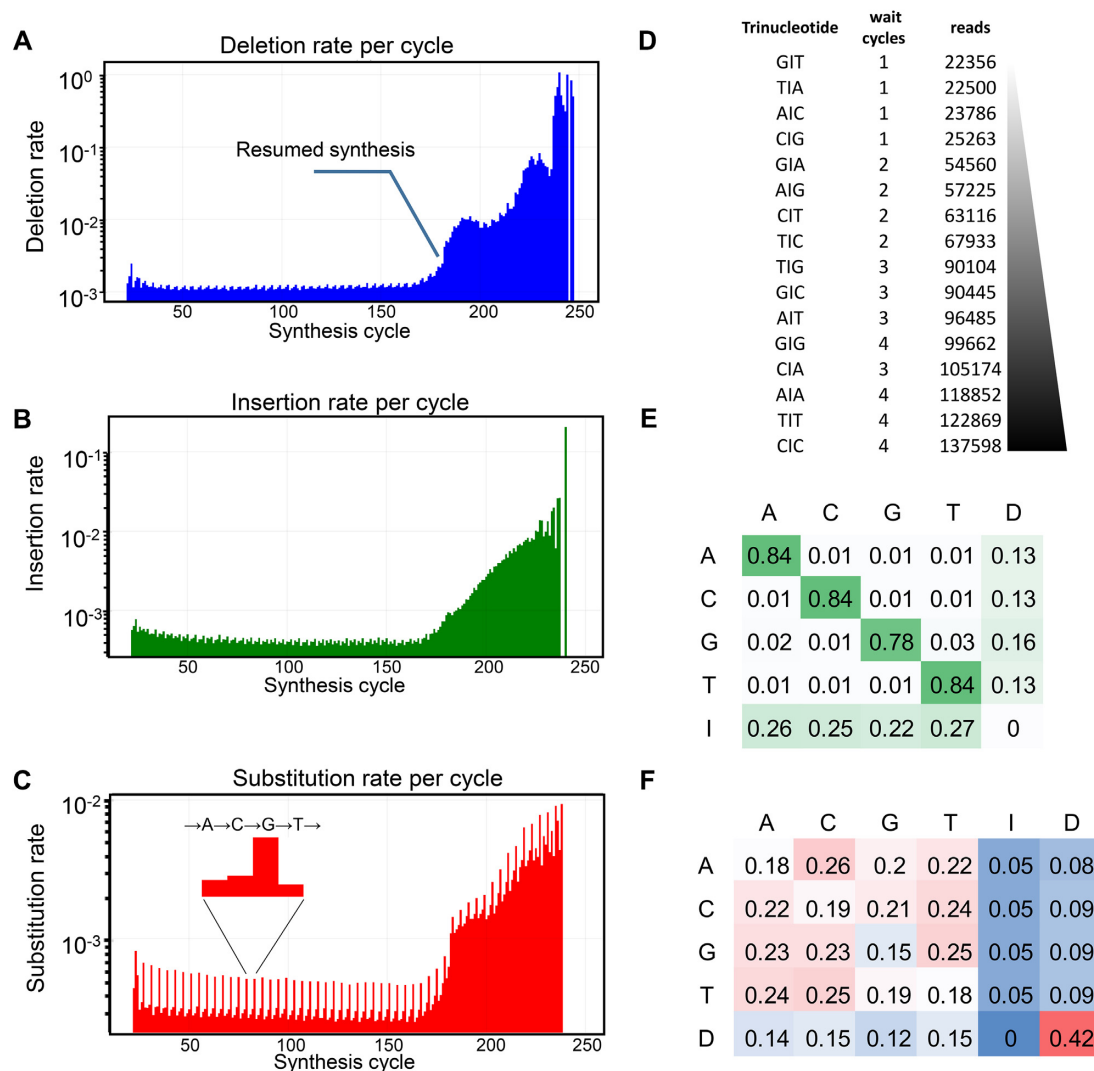 A
Deletion rate per cycle
10⁰
10⁻¹
10⁻²
10⁻³
Deletion rate
Resumed synthesis
50
100
150
200
250
Synthesis cycle
B
Insertion rate per cycle
10⁻¹
10⁻²
10⁻³
Insertion rate
50
100
150
200
250
Synthesis cycle
C
Substitution rate per cycle
10⁻²
10⁻³
Substitution rate
→A→C→G→T→
50
100
150
200
250
Synthesis cycle
D
Trinucleotide wait cycles reads
GIT 1 22356
TIA 1 22500
AIC 1 23786
CIG 1 25263
GIA 2 54560
AIG 2 57225
CIT 2 63116
TIC 2 67933
TIG 3 90104
GIC 3 90445
AIT 3 96485
GIG 4 99662
CIA 3 105174
AIA 4 118852
TIT 4 122869
CIC 4 137598
E
A C G T D
A 0.84 0.01 0.01 0.01 0.13
C 0.01 0.84 0.01 0.01 0.13
G 0.02 0.01 0.78 0.03 0.16
T 0.01 0.01 0.01 0.84 0.13
I 0.26 0.25 0.22 0.27 0
F
A C G T I D
A 0.18 0.26 0.2 0.22 0.05 0.08
C 0.22 0.19 0.21 0.24 0.05 0.09
G 0.23 0.23 0.15 0.25 0.05 0.09
T 0.24 0.25 0.19 0.18 0.05 0.09
D 0.14 0.15 0.12 0.15 0 0.42